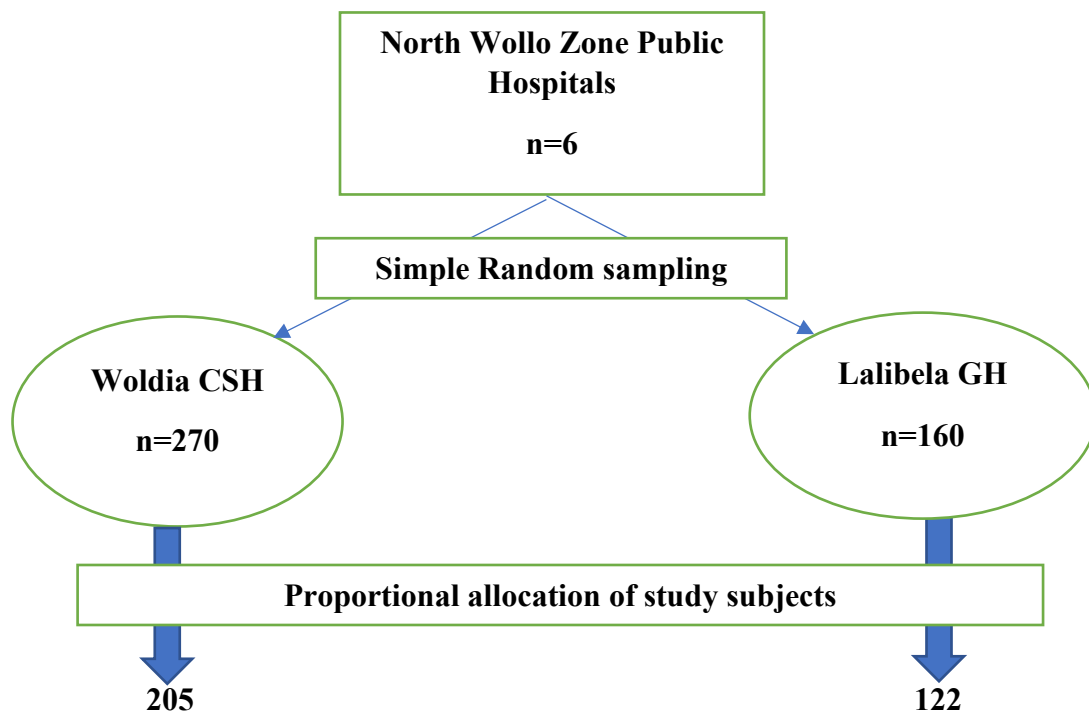 North Wollo Zone Public
Hospitals
n=6
Simple Random sampling
Woldia CSH
n=270
Lalibela GH
n=160
Proportional allocation of study subjects
205
122